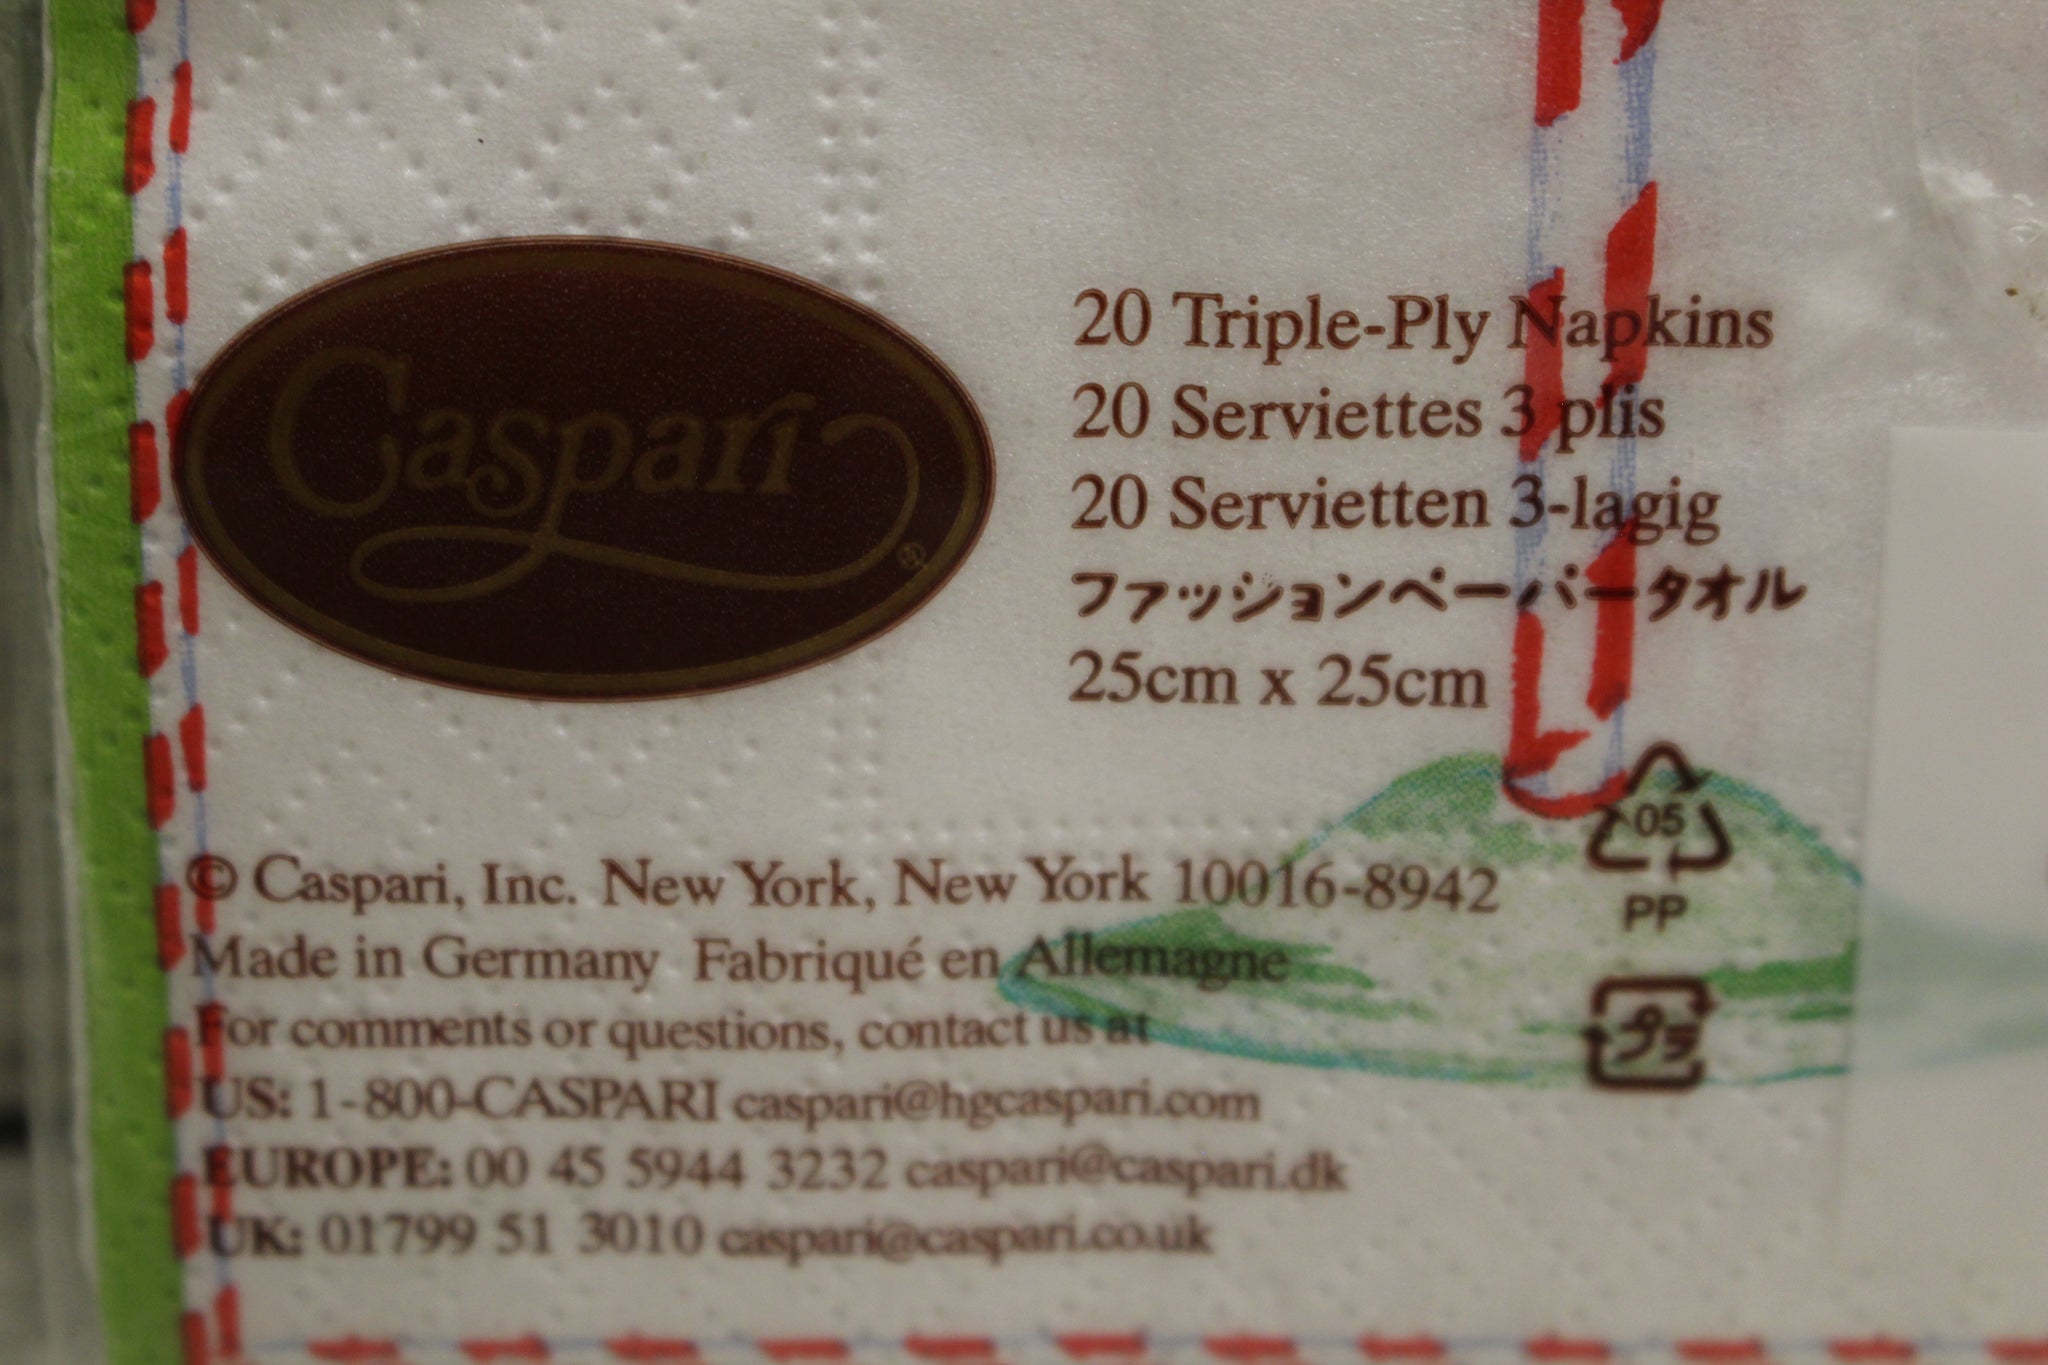 Caspari ®
20 Triple-Ply Napkins
20 Serviettes 3 plis
20 Servietten 3-lagig
ファッションペーパータオル
25cm x 25cm
05
PP
プラ
© Caspari, Inc. New York, New York 10016-8942
Made in Germany Fabriqué en Allemagne
For comments or questions, contact us at
US: 1-800-CASPARI caspari@hgcaspari.com
EUROPE: 00 45 5944 3232 caspari@caspari.dk
UK: 01799 51 3010 caspari@caspari.co.uk